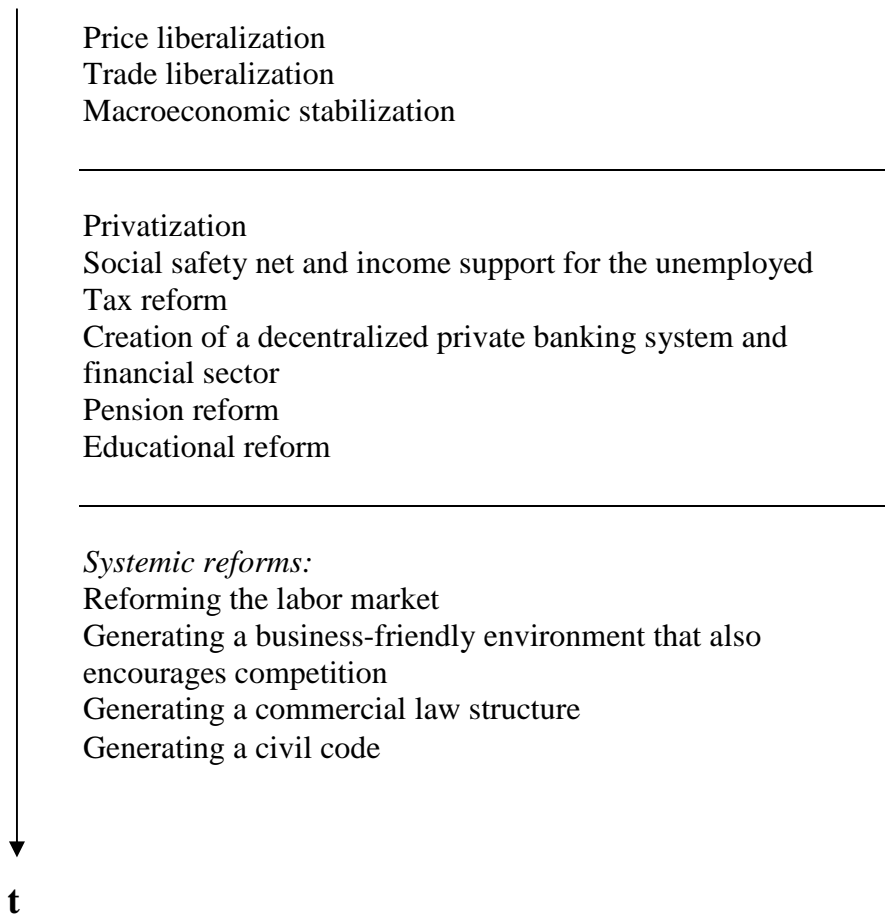 Price liberalization
Trade liberalization
Macroeconomic stabilization
Privatization
Social safety net and income support for the unemployed
Tax reform
Creation of a decentralized private banking system and
financial sector
Pension reform
Educational reform
Systemic reforms:
Reforming the labor market
Generating a business-friendly environment that also
encourages competition
Generating a commercial law structure
Generating a civil code
t